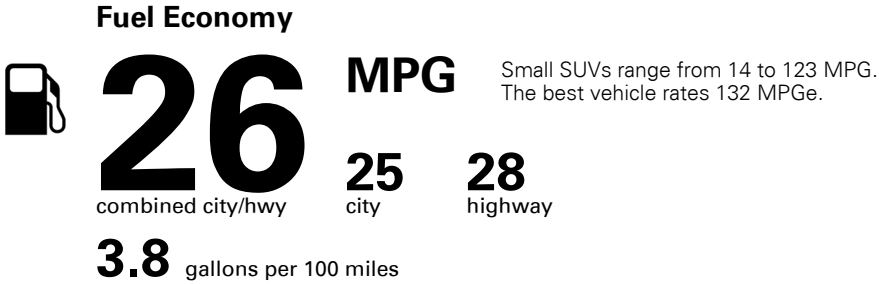 Fuel Economy
26 MPG
Small SUVs range from 14 to 123 MPG.
The best vehicle rates 132 MPGe.
25 28
combined city/hwy city highway
3.8 gallons per 100 miles